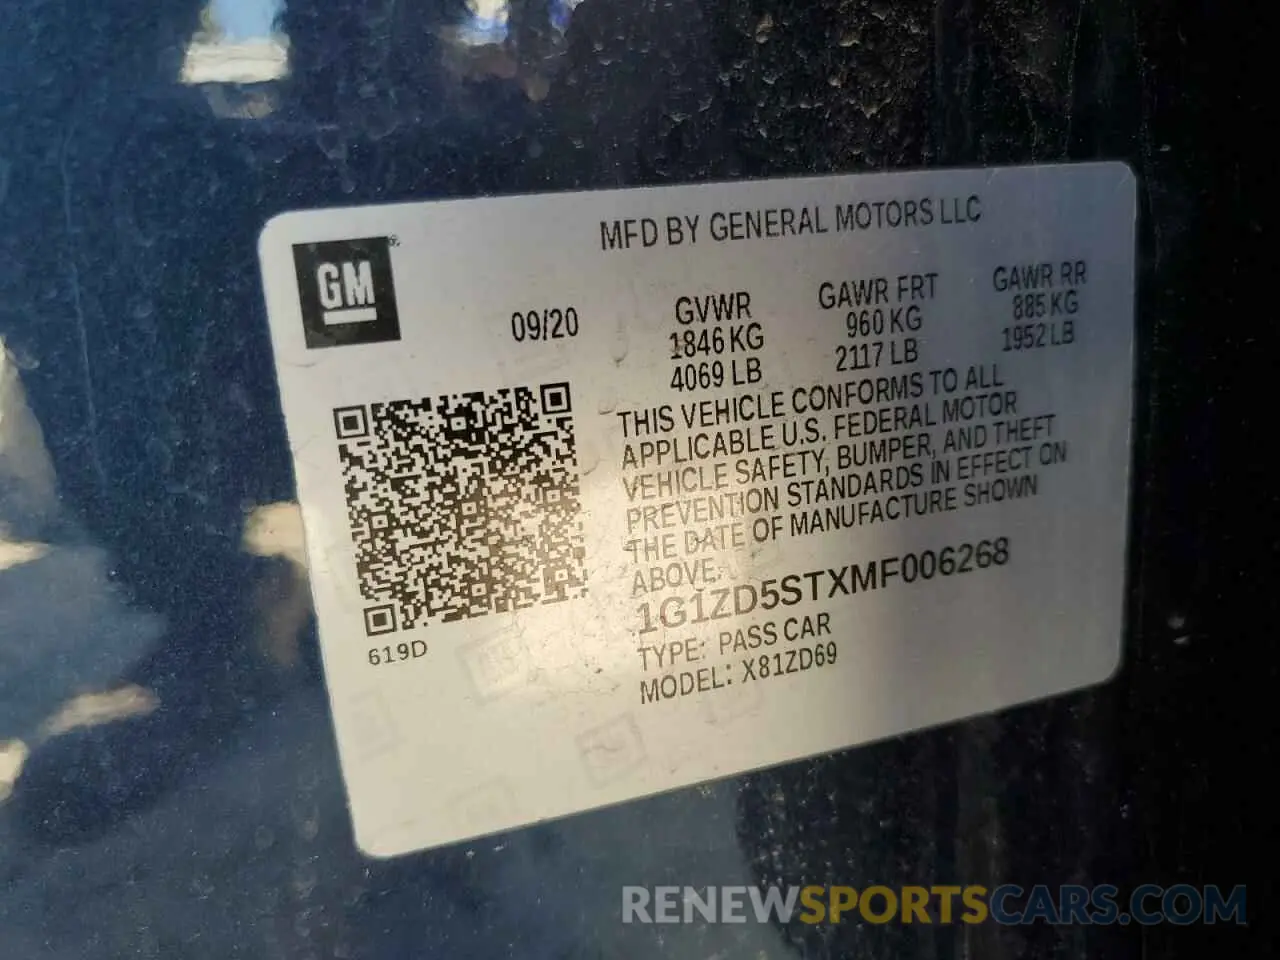 MFD BY GENERAL MOTORS LLC
GM®
09/20
GVWR
1846 KG
4069 LB
GAWR FRT
960 KG
2117 LB
GAWR RR
885 KG
1952 LB
THIS VEHICLE CONFORMS TO ALL
APPLICABLE U.S. FEDERAL MOTOR
VEHICLE SAFETY, BUMPER, AND THEFT
PREVENTION STANDARDS IN EFFECT ON
THE DATE OF MANUFACTURE SHOWN
ABOVE.
1G1ZD5STXMF006268
TYPE: PASS CAR
MODEL: X81ZD69
619D
RENEWSPORTSCARS.COM